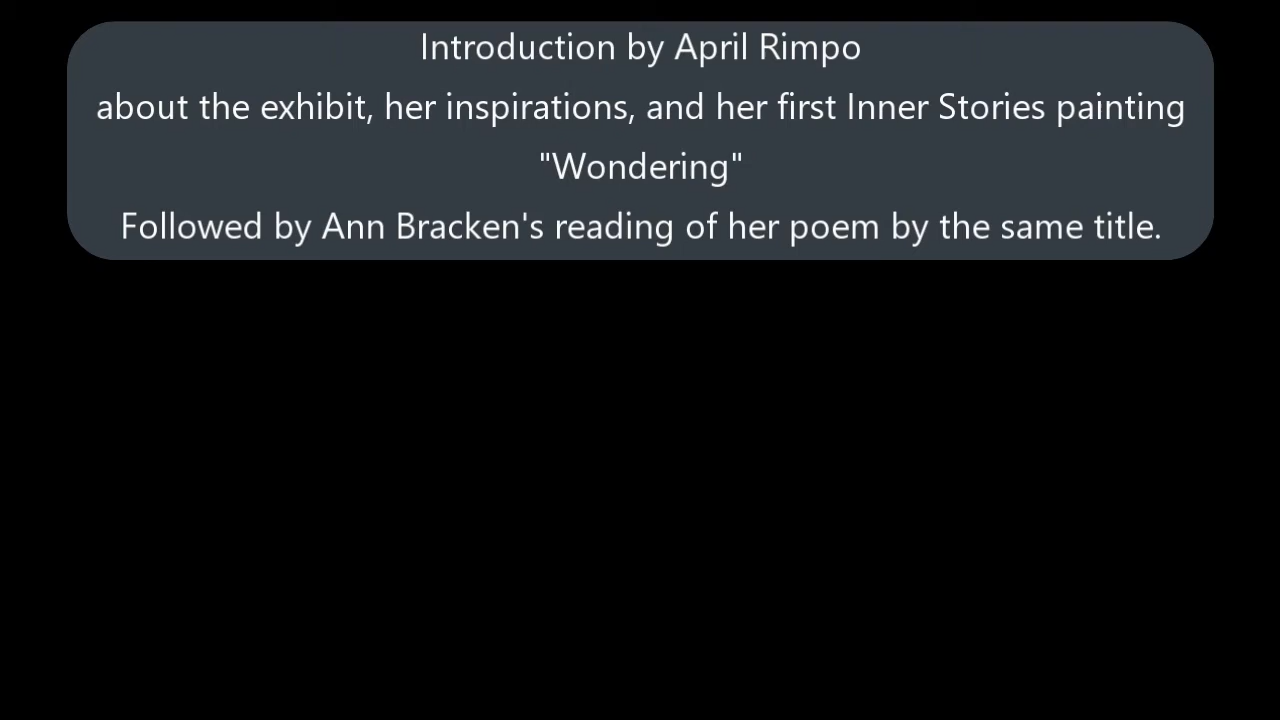 Introduction by April Rimpo
about the exhibit, her inspirations, and her first Inner Stories painting
"Wondering"
Followed by Ann Bracken's reading of her poem by the same title.